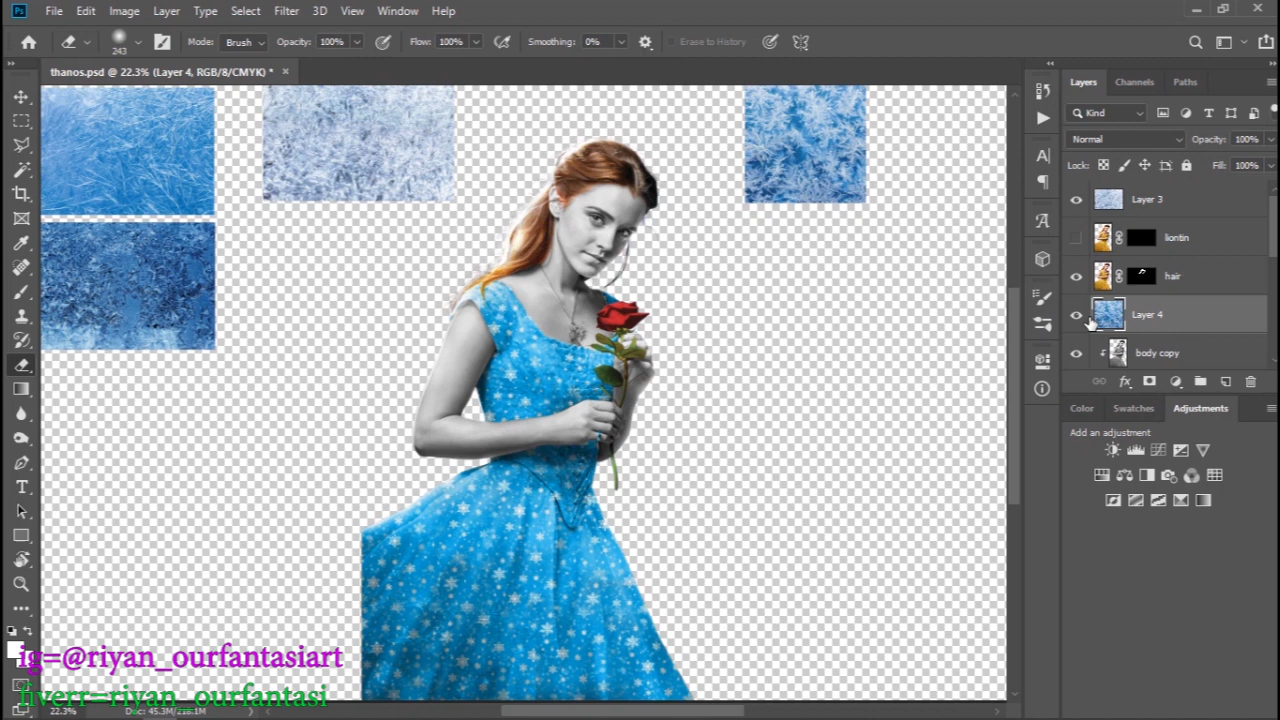 Ps File Edit Image Layer Type Select Filter 3D View Window Help
243 Mode: Brush Opacity: 100% Flow: 100% Smoothing: 0% Erase to History
thanos.psd @ 22.3% (Layer 4, RGB/8/CMYK) *
Layers Channels Paths
Kind
Normal Opacity: 100%
Lock: Fill: 100%
Layer 3
liontin
hair
Layer 4
body copy
fx
Color Swatches Adjustments
Add an adjustment
ig=@riyan_ourfantasiart
fiverr=riyan_ourfantasi
22.3%